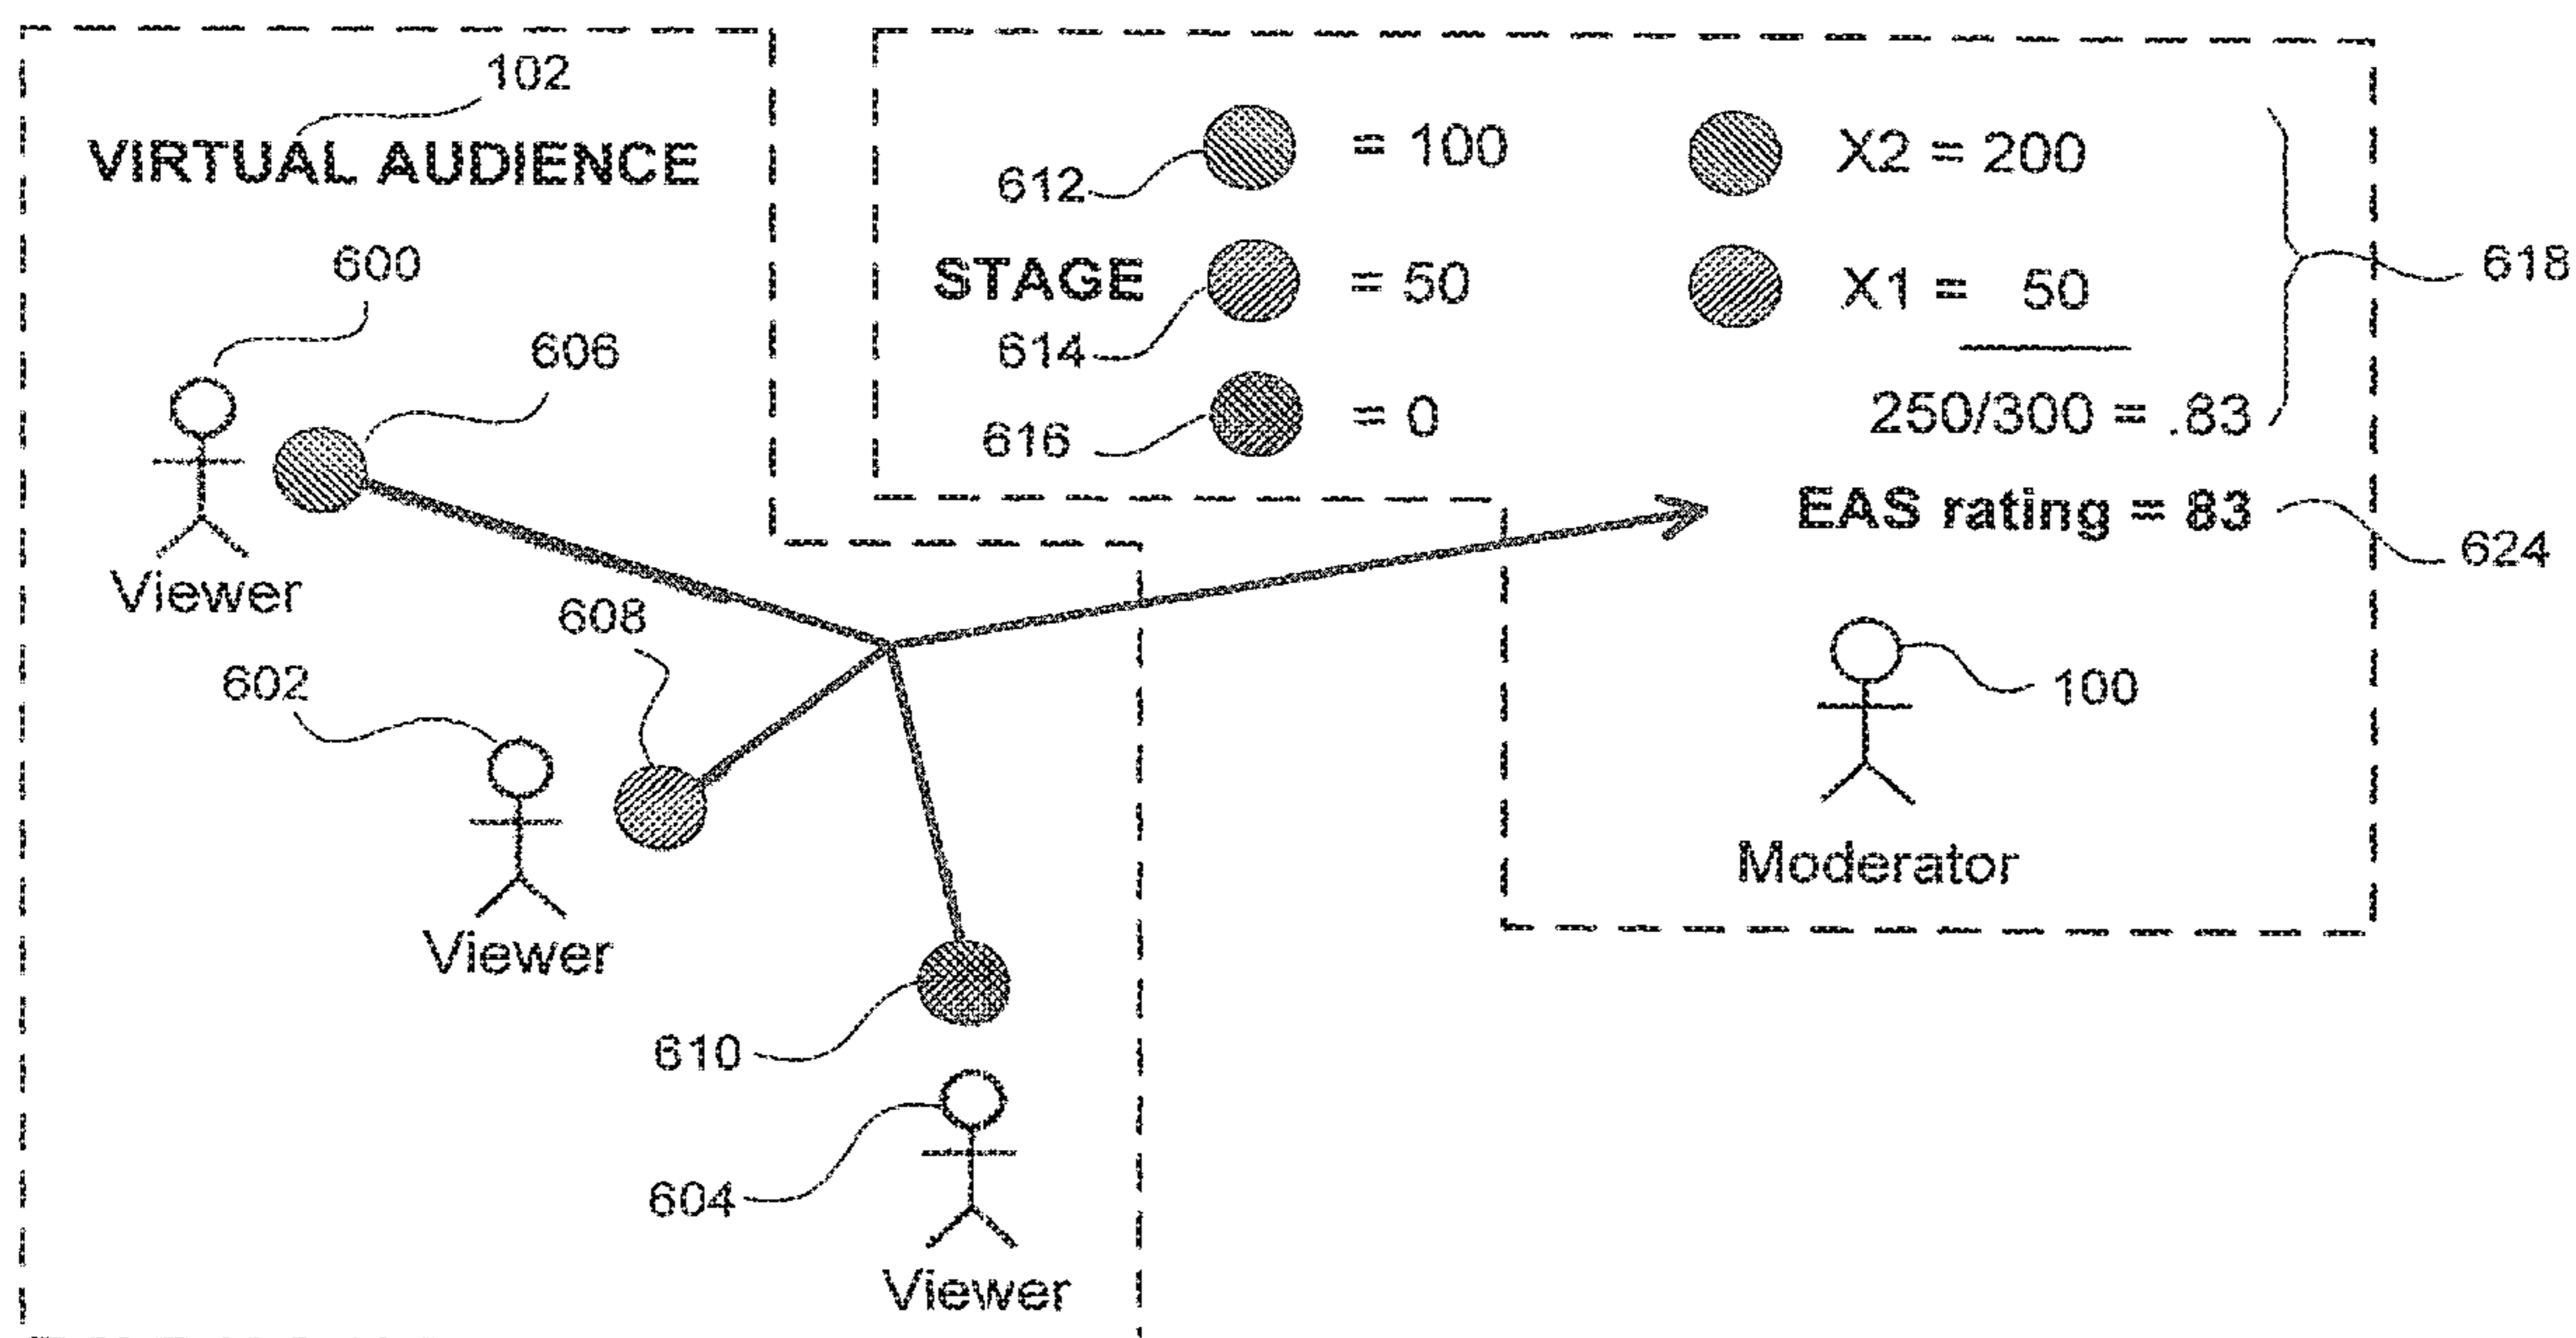 102
VIRTUAL AUDIENCE
600
606
Viewer
608
602
Viewer
610
604
Viewer
612
= 100
X2 = 200
STAGE
= 50
X1 = 50
614
618
616
= 0
250/300 = .83
EAS rating = 83
624
100
Moderator